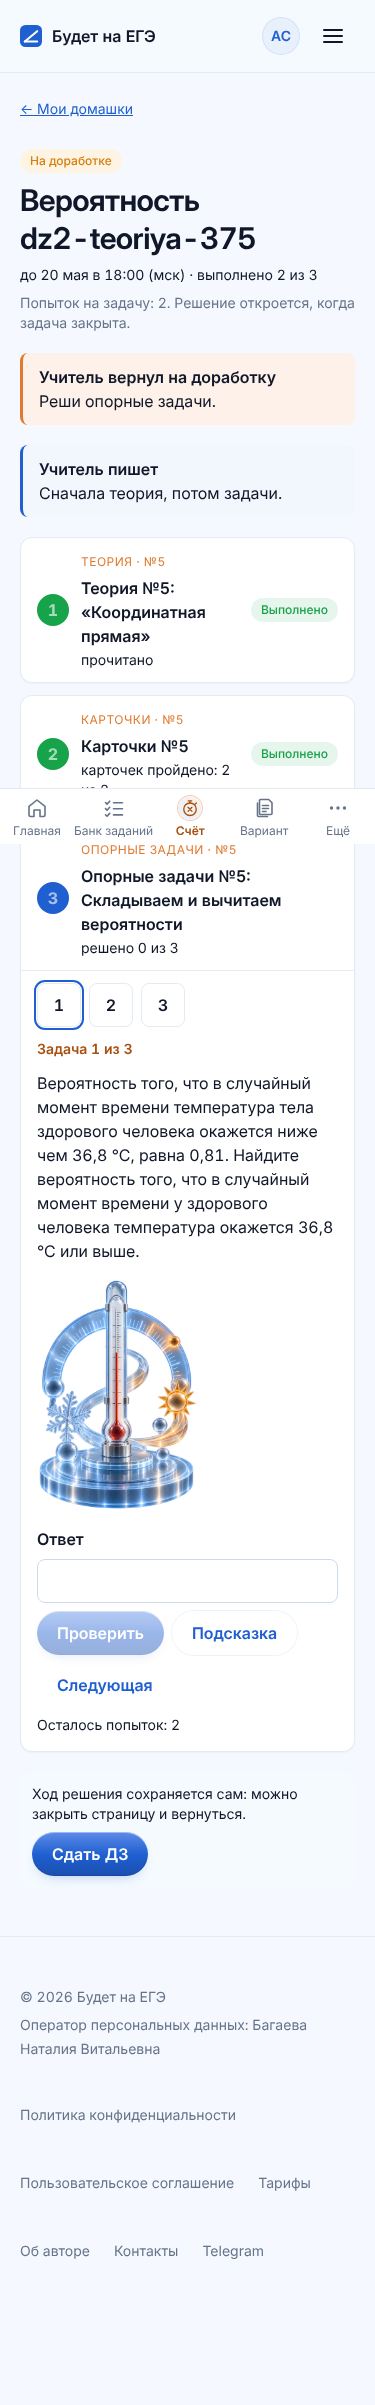 Будет на ЕГЭ
АС
← Мои домашки
На доработке
Вероятность
dz2-teoriya-375
до 20 мая в 18:00 (мск) · выполнено 2 из 3
Попыток на задачу: 2. Решение откроется, когда
задача закрыта.
Учитель вернул на доработку
Реши опорные задачи.
Учитель пишет
Сначала теория, потом задачи.
ТЕОРИЯ · №5
1
Теория №5:
«Координатная
прямая»
Выполнено
прочитано
КАРТОЧКИ · №5
2
Карточки №5
Выполнено
карточек пройдено: 2
Главная
Банк заданий
Счёт
Вариант
Ещё
ОПОРНЫЕ ЗАДАЧИ · №5
3
Опорные задачи №5:
Складываем и вычитаем
вероятности
решено 0 из 3
1 2 3
Задача 1 из 3
Вероятность того, что в случайный
момент времени температура тела
здорового человека окажется ниже
чем 36,8 °C, равна 0,81. Найдите
вероятность того, что в случайный
момент времени у здорового
человека температура окажется 36,8
°C или выше.
Ответ
Проверить
Подсказка
Следующая
Осталось попыток: 2
Ход решения сохраняется сам: можно
закрыть страницу и вернуться.
Сдать ДЗ
© 2026 Будет на ЕГЭ
Оператор персональных данных: Багаева
Наталия Витальевна
Политика конфиденциальности
Пользовательское соглашение Тарифы
Об авторе Контакты Telegram